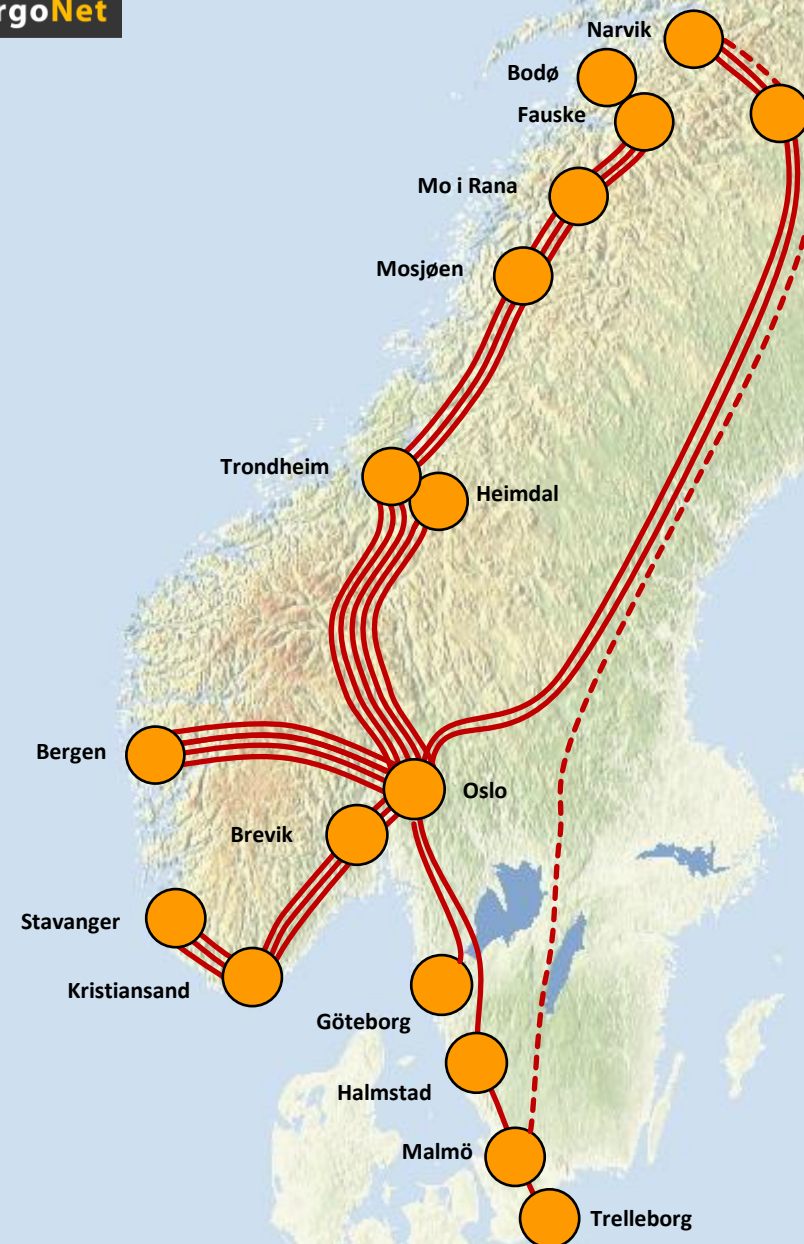 rgoNet
Narvik
Bodø
Fauske
Mo i Rana
Mosjøen
Trondheim
Heimdal
Bergen
Oslo
Brevik
Stavanger
Kristiansand
Göteborg
Halmstad
Malmö
Trelleborg